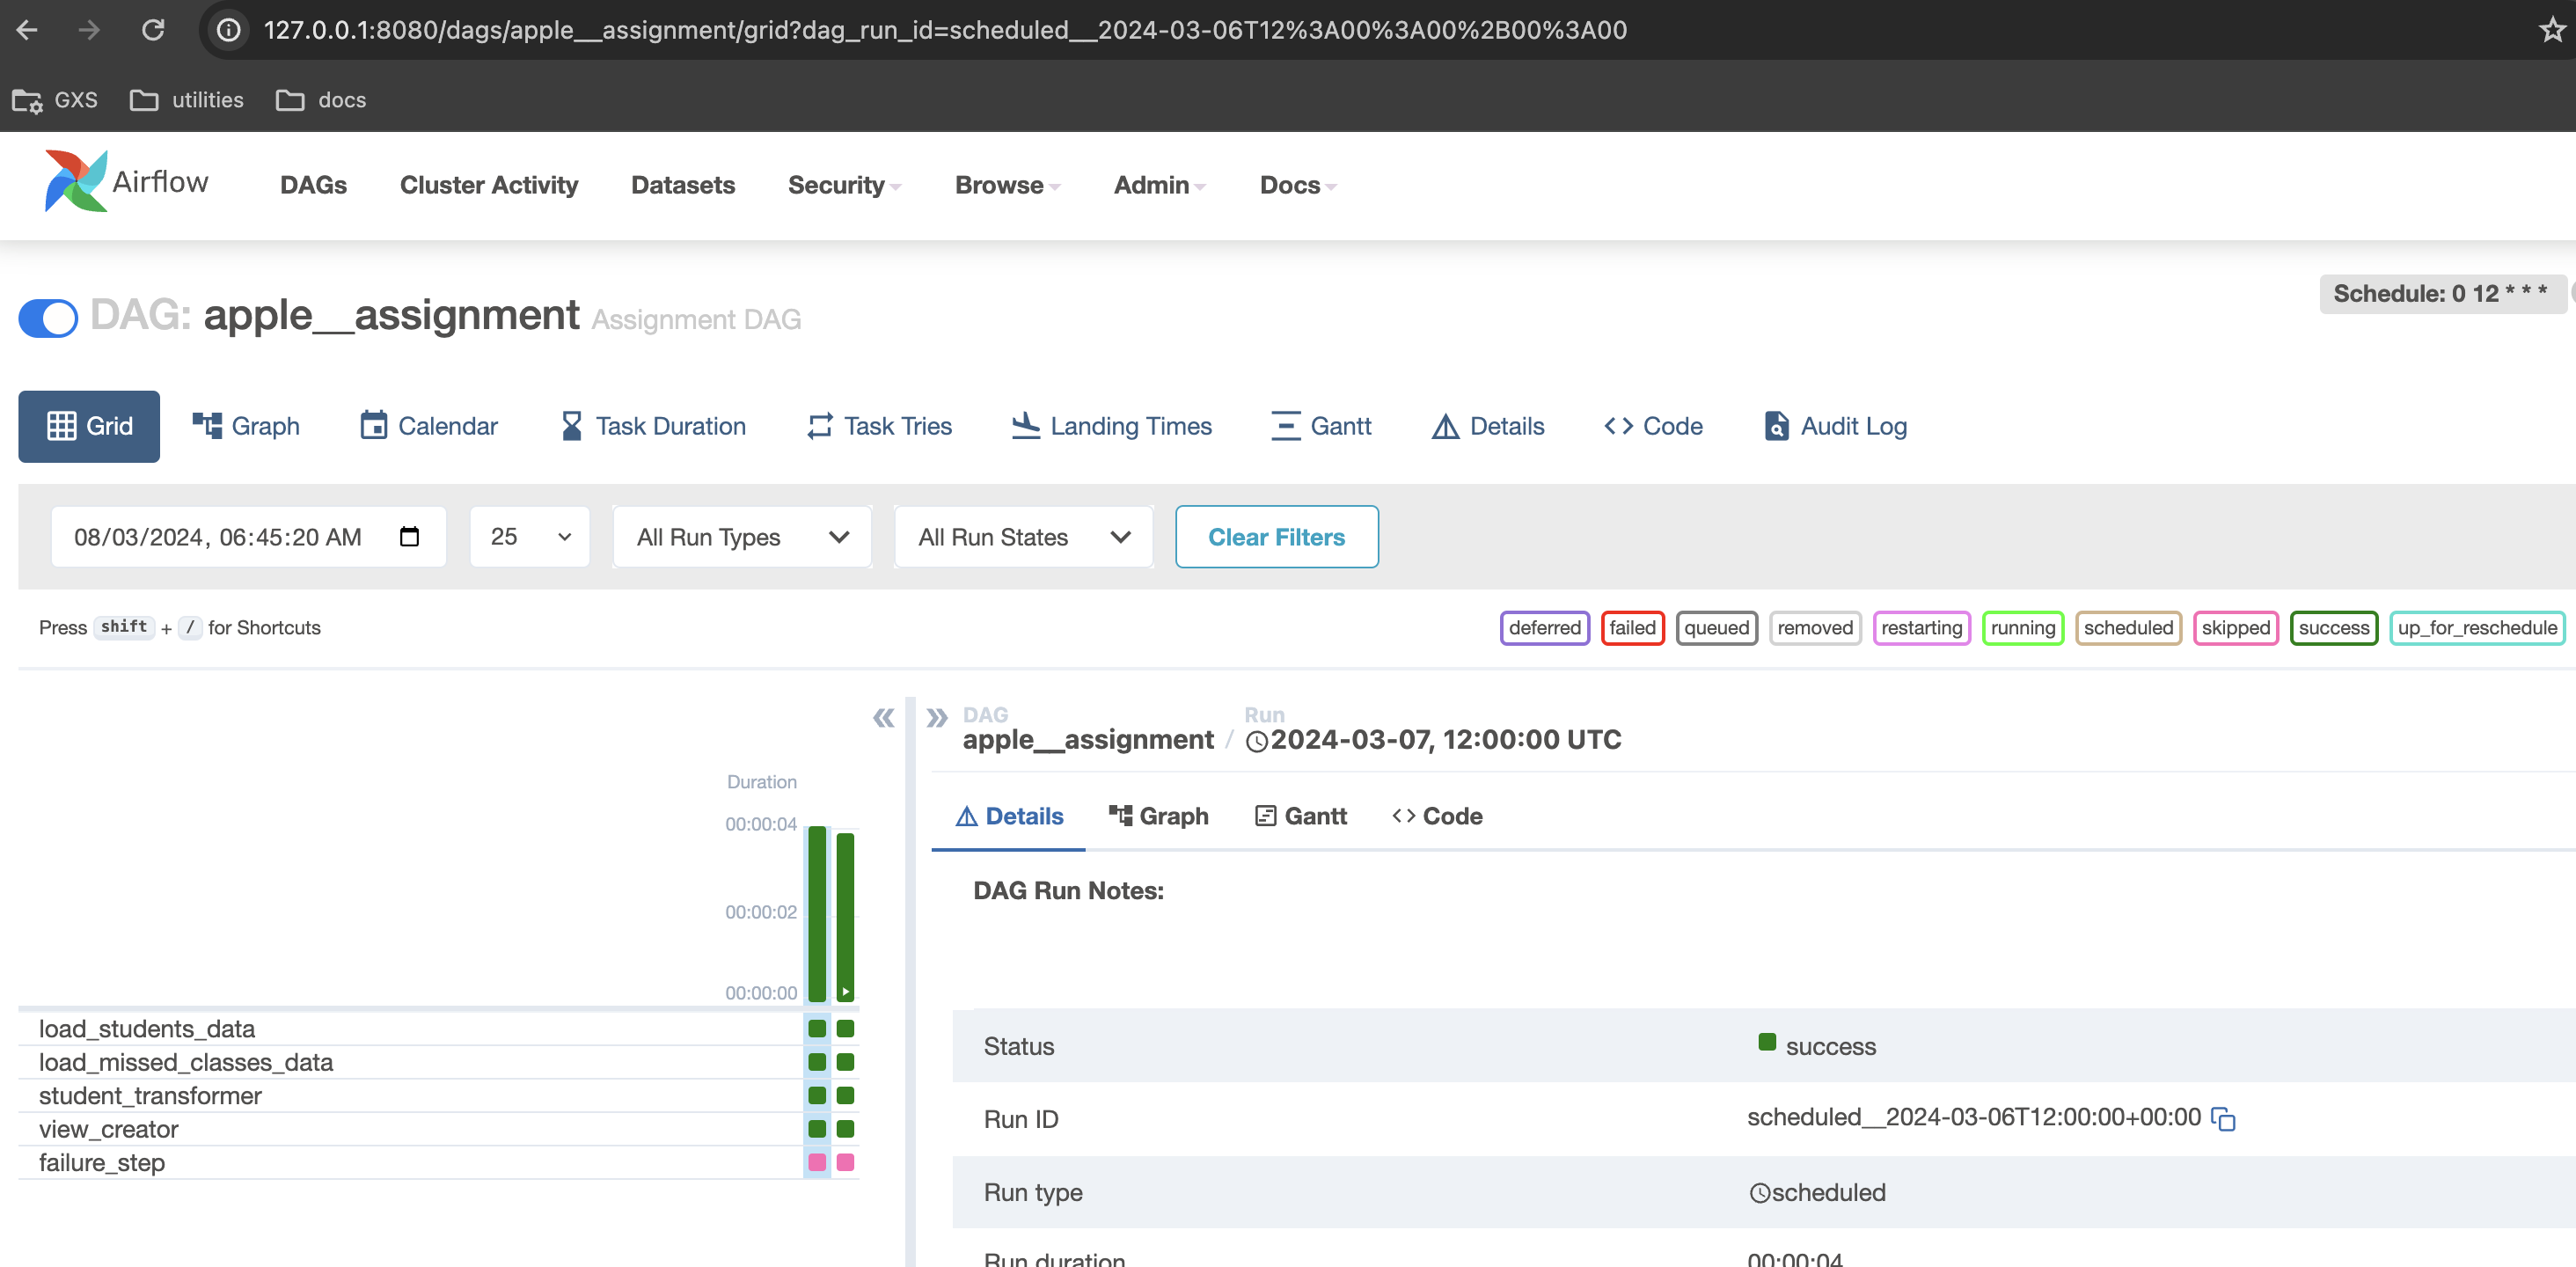 127.0.0.1:8080/dags/apple__assignment/grid?dag_run_id=scheduled__2024-03-06T12%3A00%3A00%2B00%3A00
GXS utilities docs
Airflow DAGs Cluster Activity Datasets Security Browse Admin Docs
Schedule: 0 12 * * *
DAG: apple__assignment Assignment DAG
Grid Graph Calendar Task Duration Task Tries Landing Times Gantt Details Code Audit Log
08/03/2024, 06:45:20 AM 25 All Run Types All Run States Clear Filters
Press shift + / for Shortcuts deferred failed queued removed restarting running scheduled skipped success up_for_reschedule
DAG Run
apple__assignment / 2024-03-07, 12:00:00 UTC
Duration
00:00:04
00:00:02
00:00:00
load_students_data
load_missed_classes_data
student_transformer
view_creator
failure_step
Details Graph Gantt Code
DAG Run Notes:
Status success
Run ID scheduled__2024-03-06T12:00:00+00:00
Run type scheduled
Run duration 00:00:04